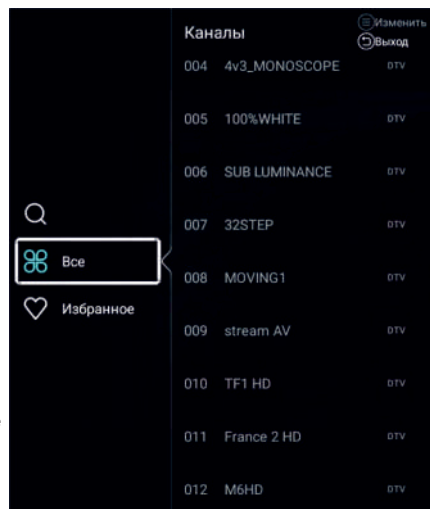 Каналы
Изменить
Выход
004 4v3_MONOSCOPE DTV
005 100%WHITE DTV
006 SUB LUMINANCE DTV
007 32STEP DTV
Все
008 MOVING1 DTV
Избранное
009 stream AV DTV
010 TF1 HD DTV
011 France 2 HD DTV
012 M6HD DTV